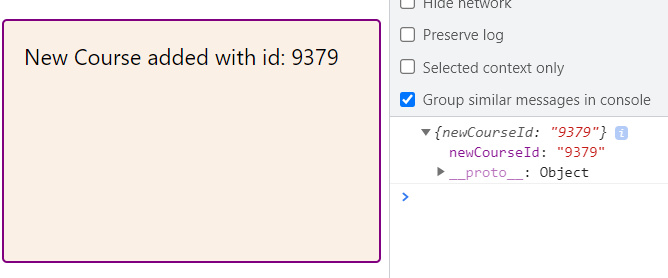 New Course added with id: 9379
Hide network
Preserve log
Selected context only
Group similar messages in console
{newCourseId: "9379"} i
newCourseId: "9379"
__proto__: Object